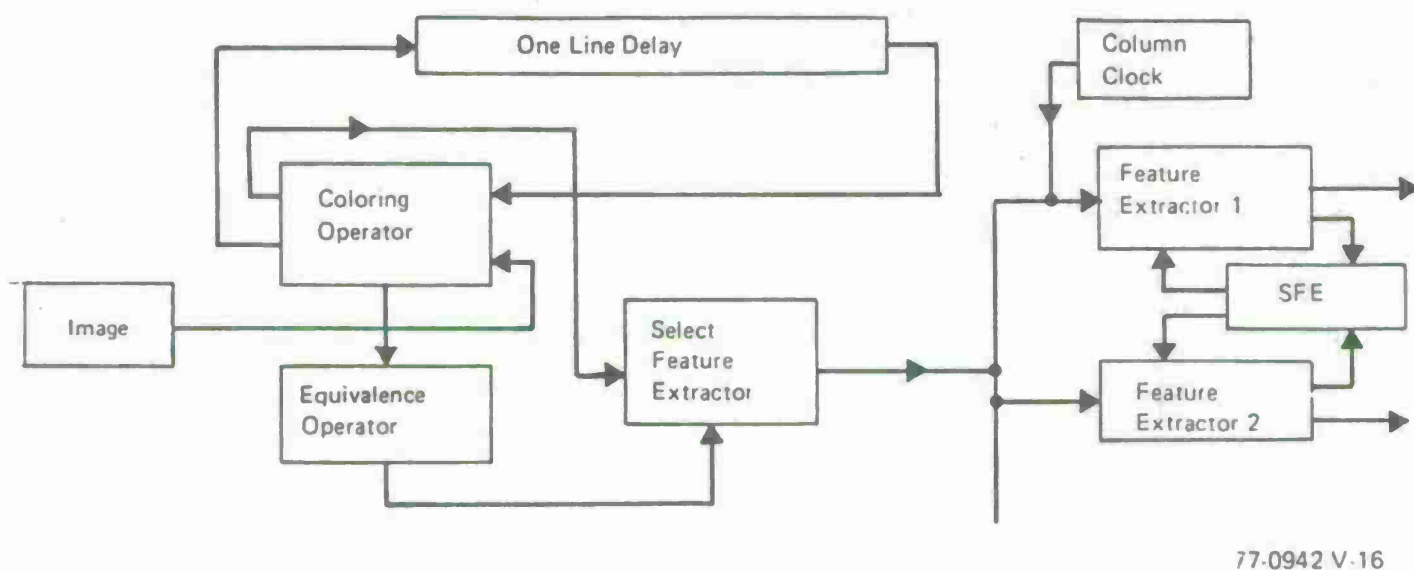 One Line Delay
Column
Clock
Coloring
Operator
Feature
Extractor 1
SFE
Image
Select
Feature
Extractor
Equivalence
Operator
Feature
Extractor 2
77-0942 V-16